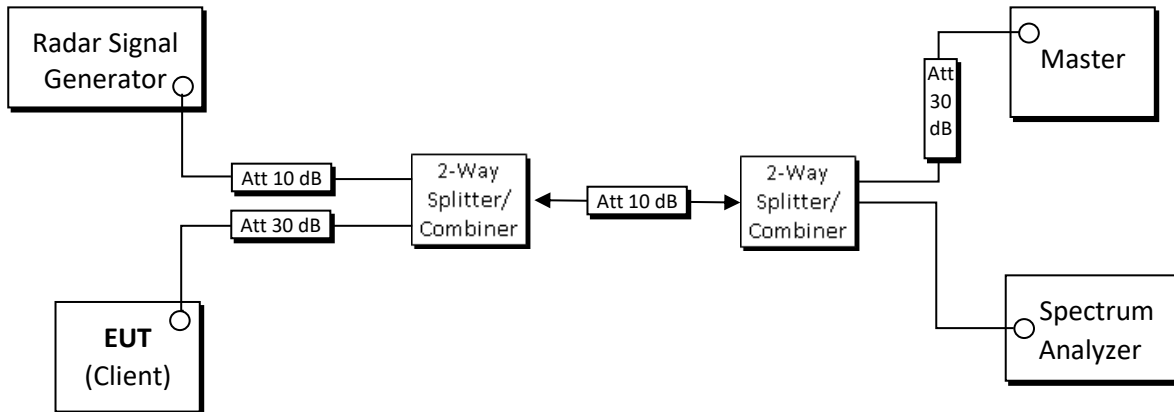 Radar Signal
Generator
Att 10 dB
Att 30 dB
EUT
(Client)
2-Way
Splitter/
Combiner
Att 10 dB
2-Way
Splitter/
Combiner
Att
30
dB
Master
Spectrum
Analyzer